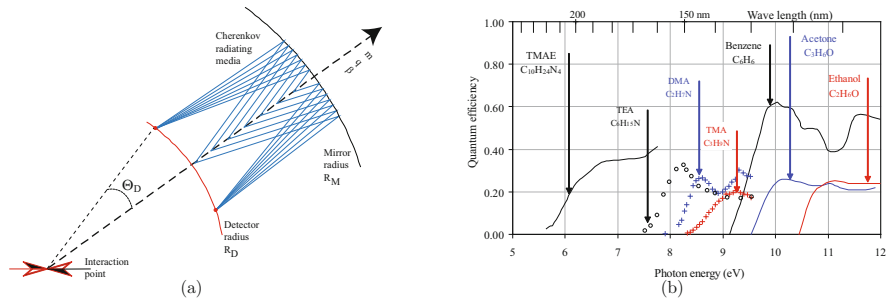 (a)
Cherenkov
radiating
media
m
q
β
Θ_D
Mirror
radius
R_M
Detector
radius
R_D
Interaction
point
(b)
200
150 nm
Wave length (nm)
Quantum efficiency
1.00
0.80
0.60
0.40
0.20
0.00
TMAE
C10H24N4
TEA
C6H15N
DMA
C2H7N
TMA
C3H9N
Benzene
C6H6
Acetone
C3H6O
Ethanol
C2H6O
5
6
7
8
9
10
11
12
Photon energy (eV)
(a)
(b)